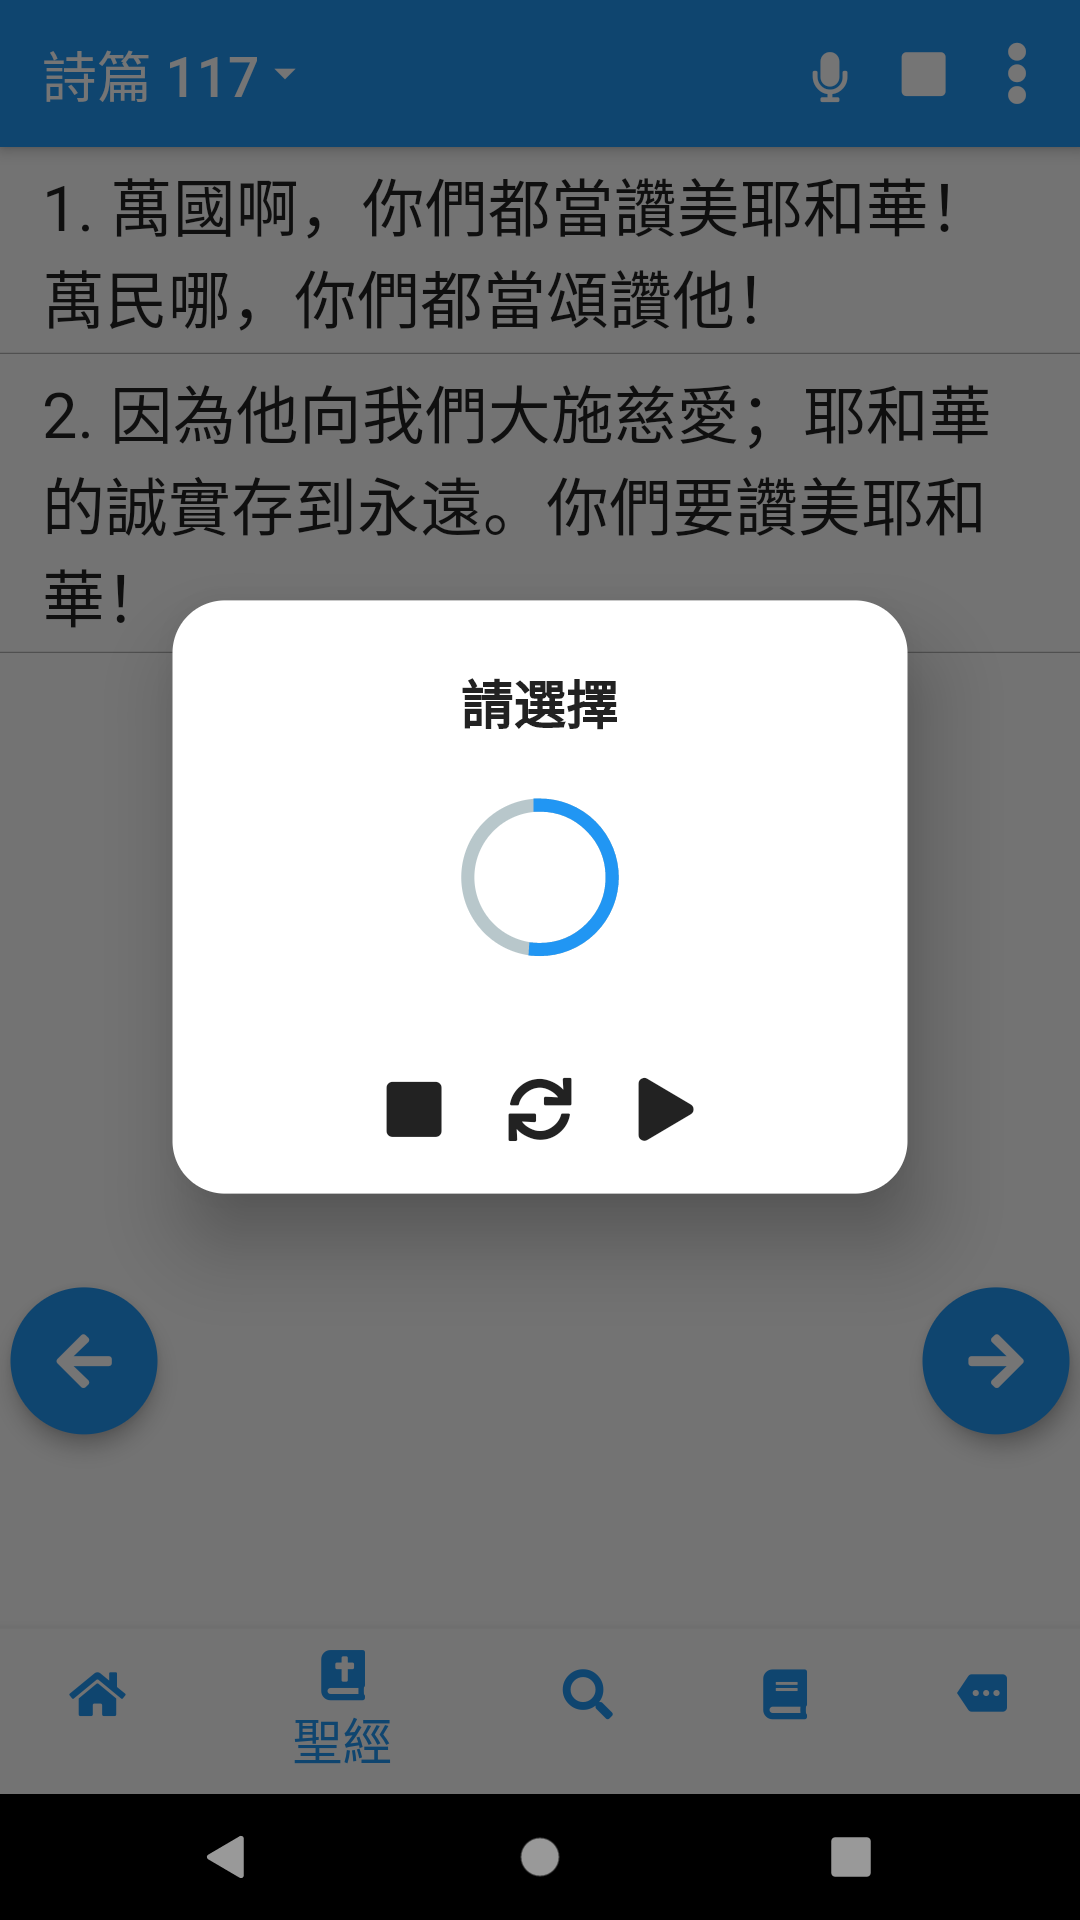 詩篇 117
1. 萬國啊，你們都當讚美耶和華！
萬民哪，你們都當頌讚他！
2. 因為他向我們大施慈愛；耶和華
的誠實存到永遠。你們要讚美耶和
華！
請選擇
聖經